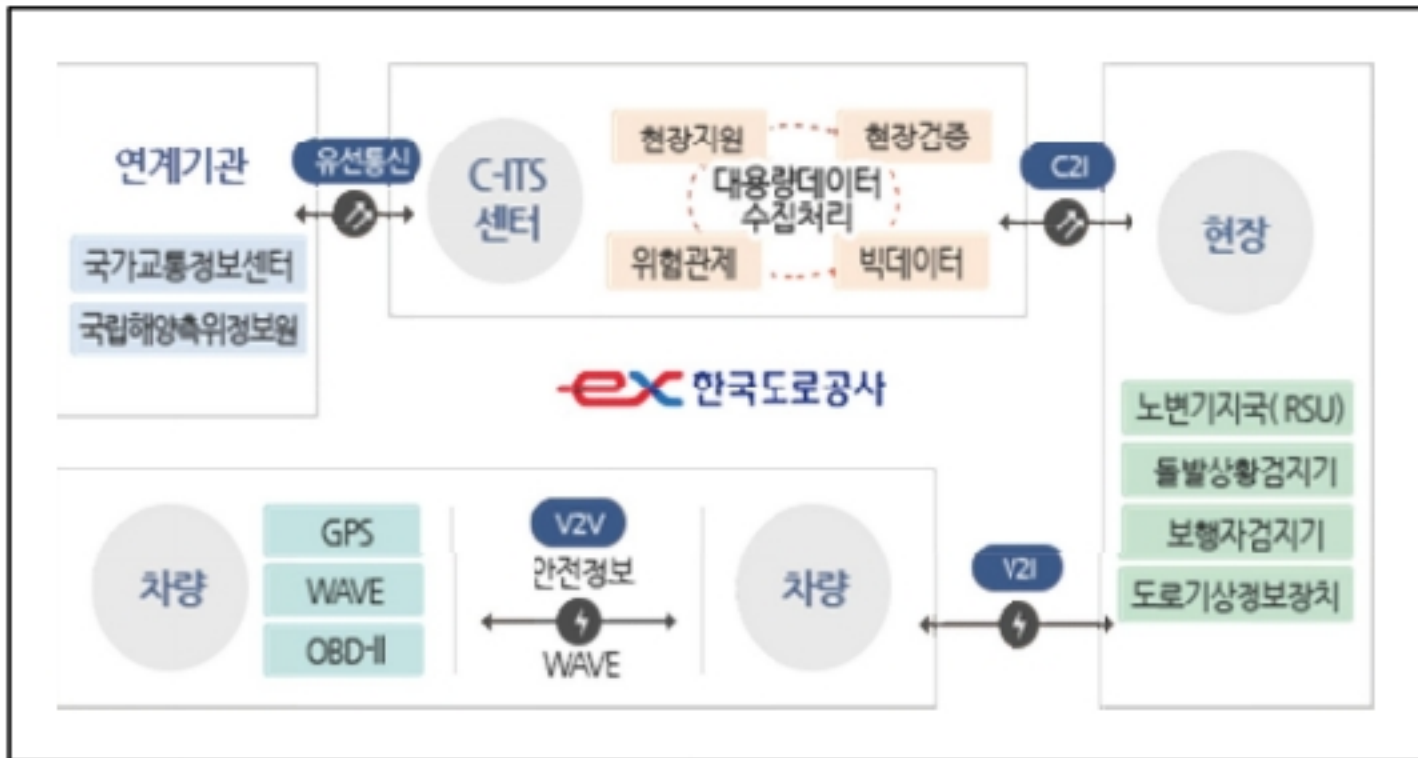 연계기관
국가교통정보센터
국립해양측위정보원
유선통신
C-ITS
센터
현장지원
현장검증
대용량데이터
수집처리
위험관제
빅데이터
C2I
현장
노변기지국( RSU)
돌발상황검지기
보행자검지기
도로기상정보장치
ex 한국도로공사
차량
GPS
WAVE
OBD-II
V2V
안전정보
WAVE
차량
V2I